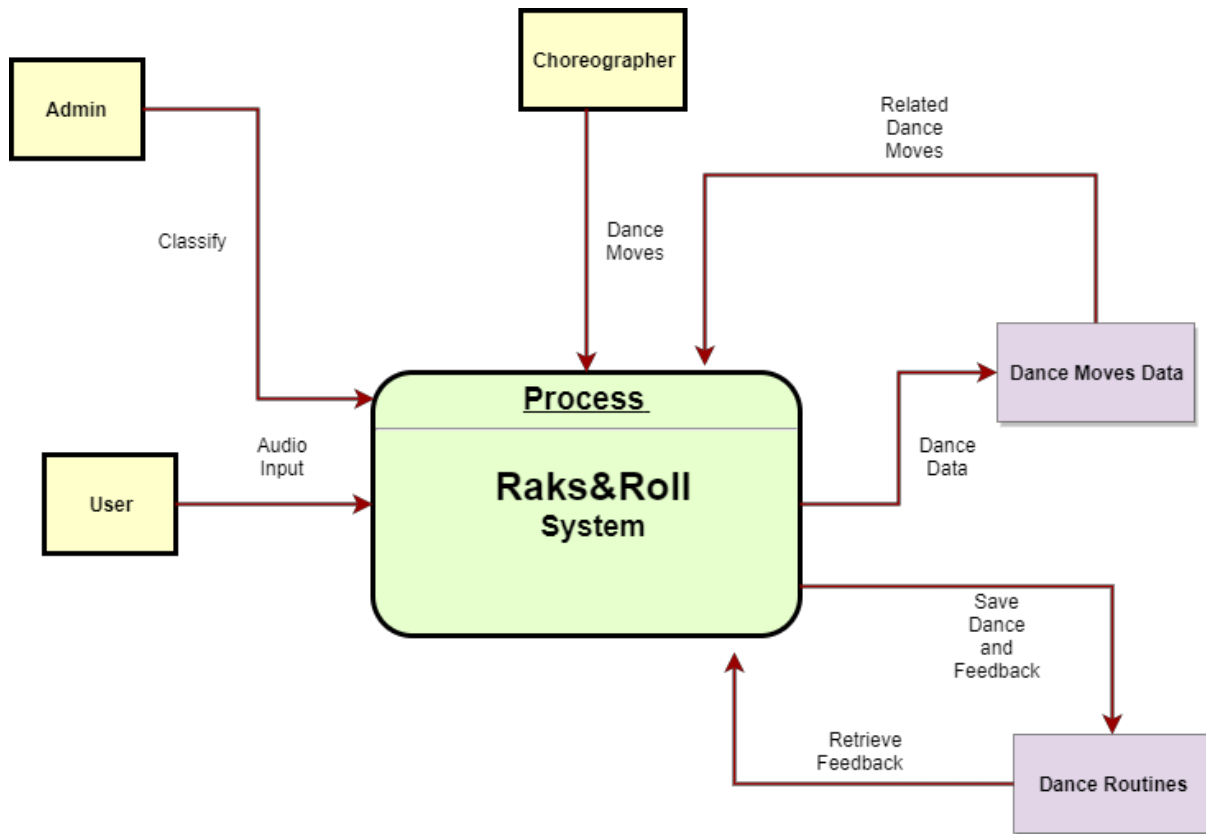 Choreographer
Admin
Related
Dance
Moves
Classify
Dance
Moves
Dance Moves Data
Process
Audio
Input
Dance
Data
Raks&Roll
System
User
Save
Dance
and
Feedback
Retrieve
Feedback
Dance Routines